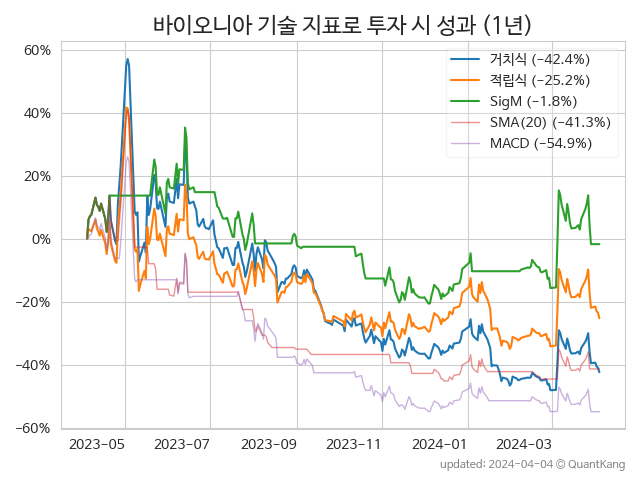 바이오니아 기술 지표로 투자 시 성과 (1년)
60%
40%
20%
0%
−20%
−40%
−60%
거치식 (−42.4%)
적립식 (−25.2%)
SigM (−1.8%)
SMA(20) (−41.3%)
MACD (−54.9%)
2023−05
2023−07
2023−09
2023−11
2024−01
2024−03
updated: 2024−04−04 ⓒ QuantKang